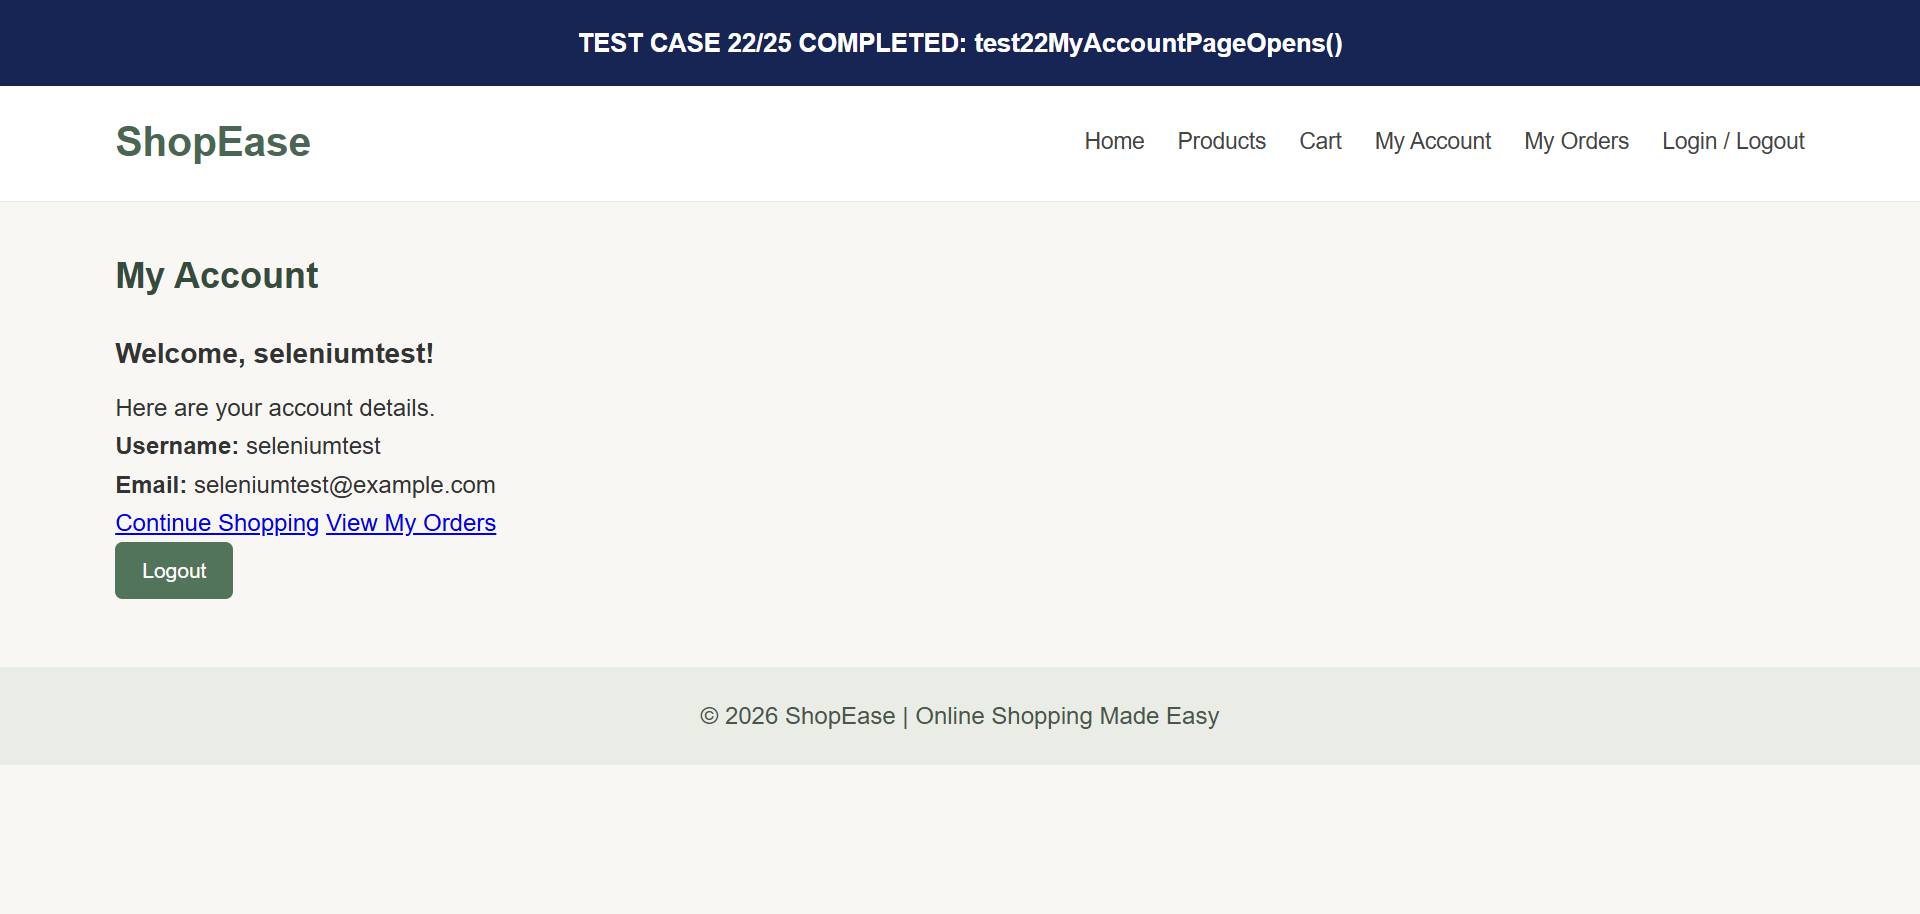 TEST CASE 22/25 COMPLETED: test22MyAccountPageOpens()
ShopEase
Home Products Cart My Account My Orders Login / Logout
My Account
Welcome, seleniumtest!
Here are your account details.
Username: seleniumtest
Email: seleniumtest@example.com
Continue Shopping View My Orders
Logout
© 2026 ShopEase | Online Shopping Made Easy